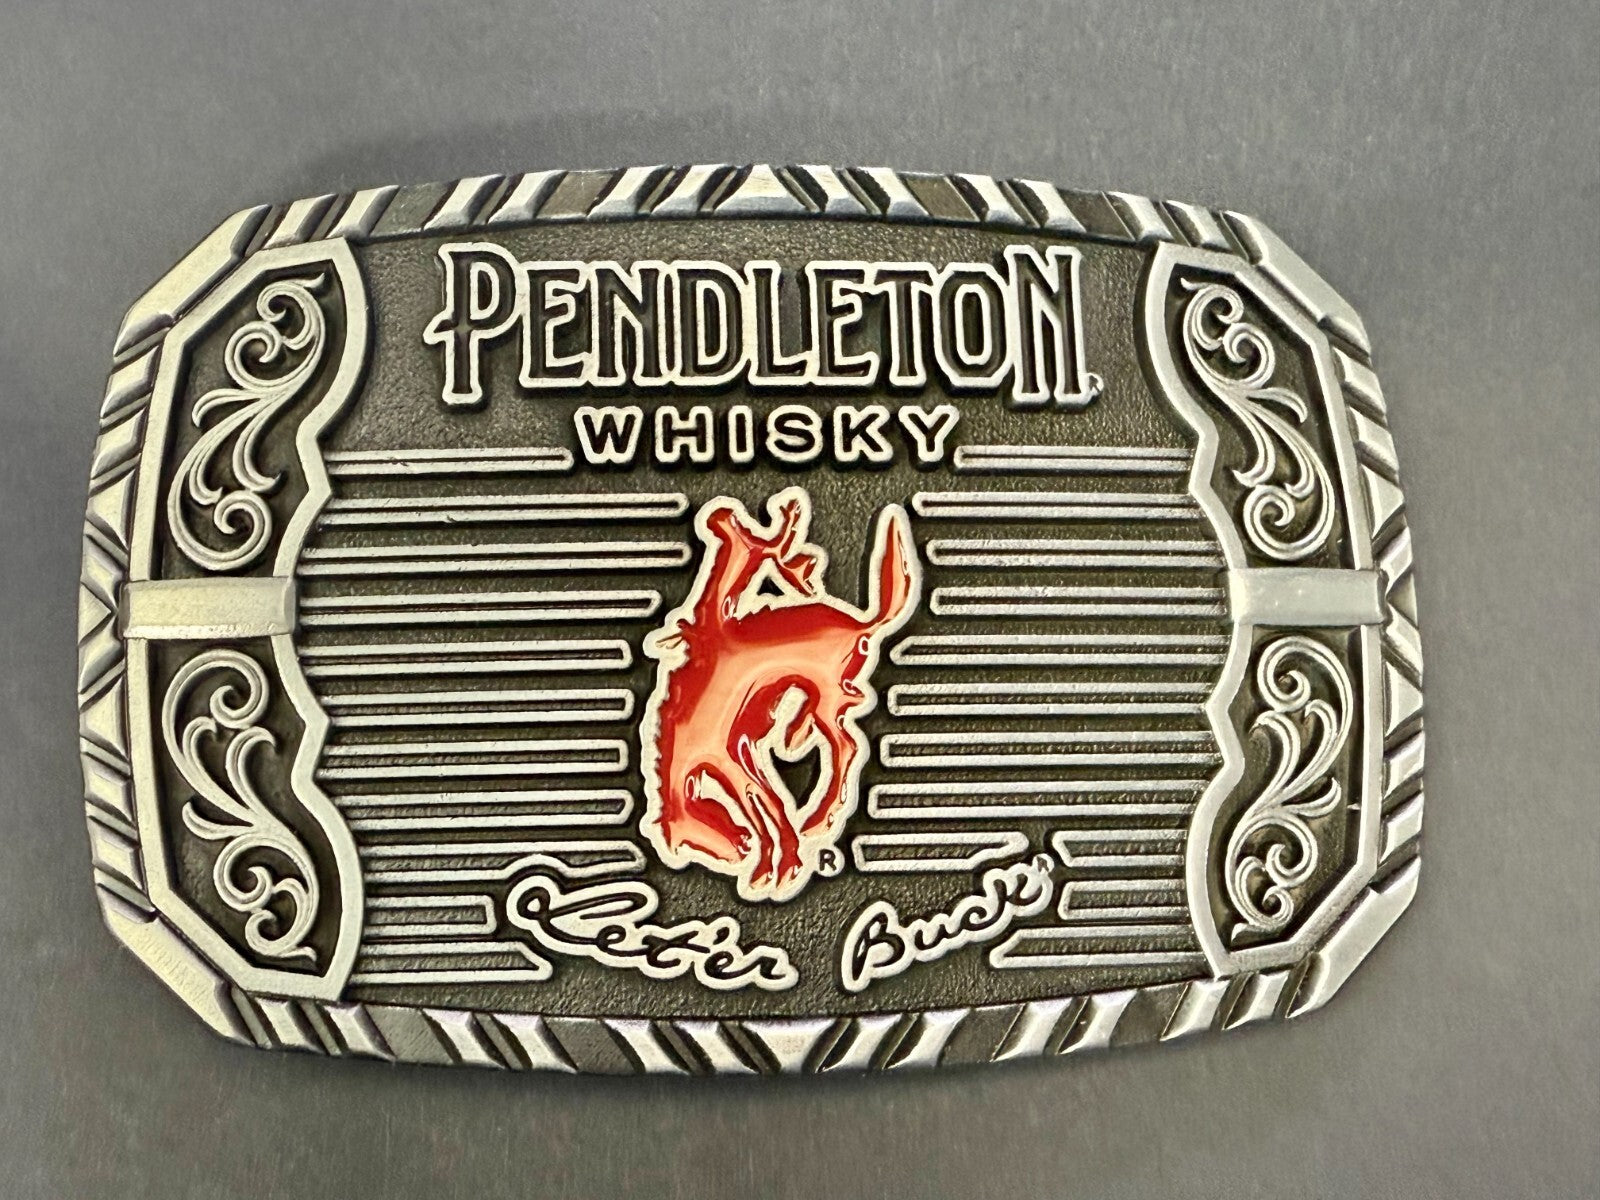 PENDLETON®
WHISKY
®
Let'er Buck®